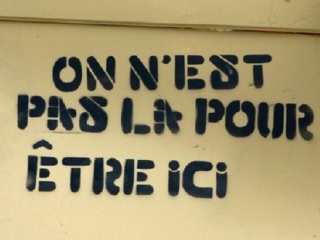 ON N'EST
PAS LA POUR
ÊTRE iCi